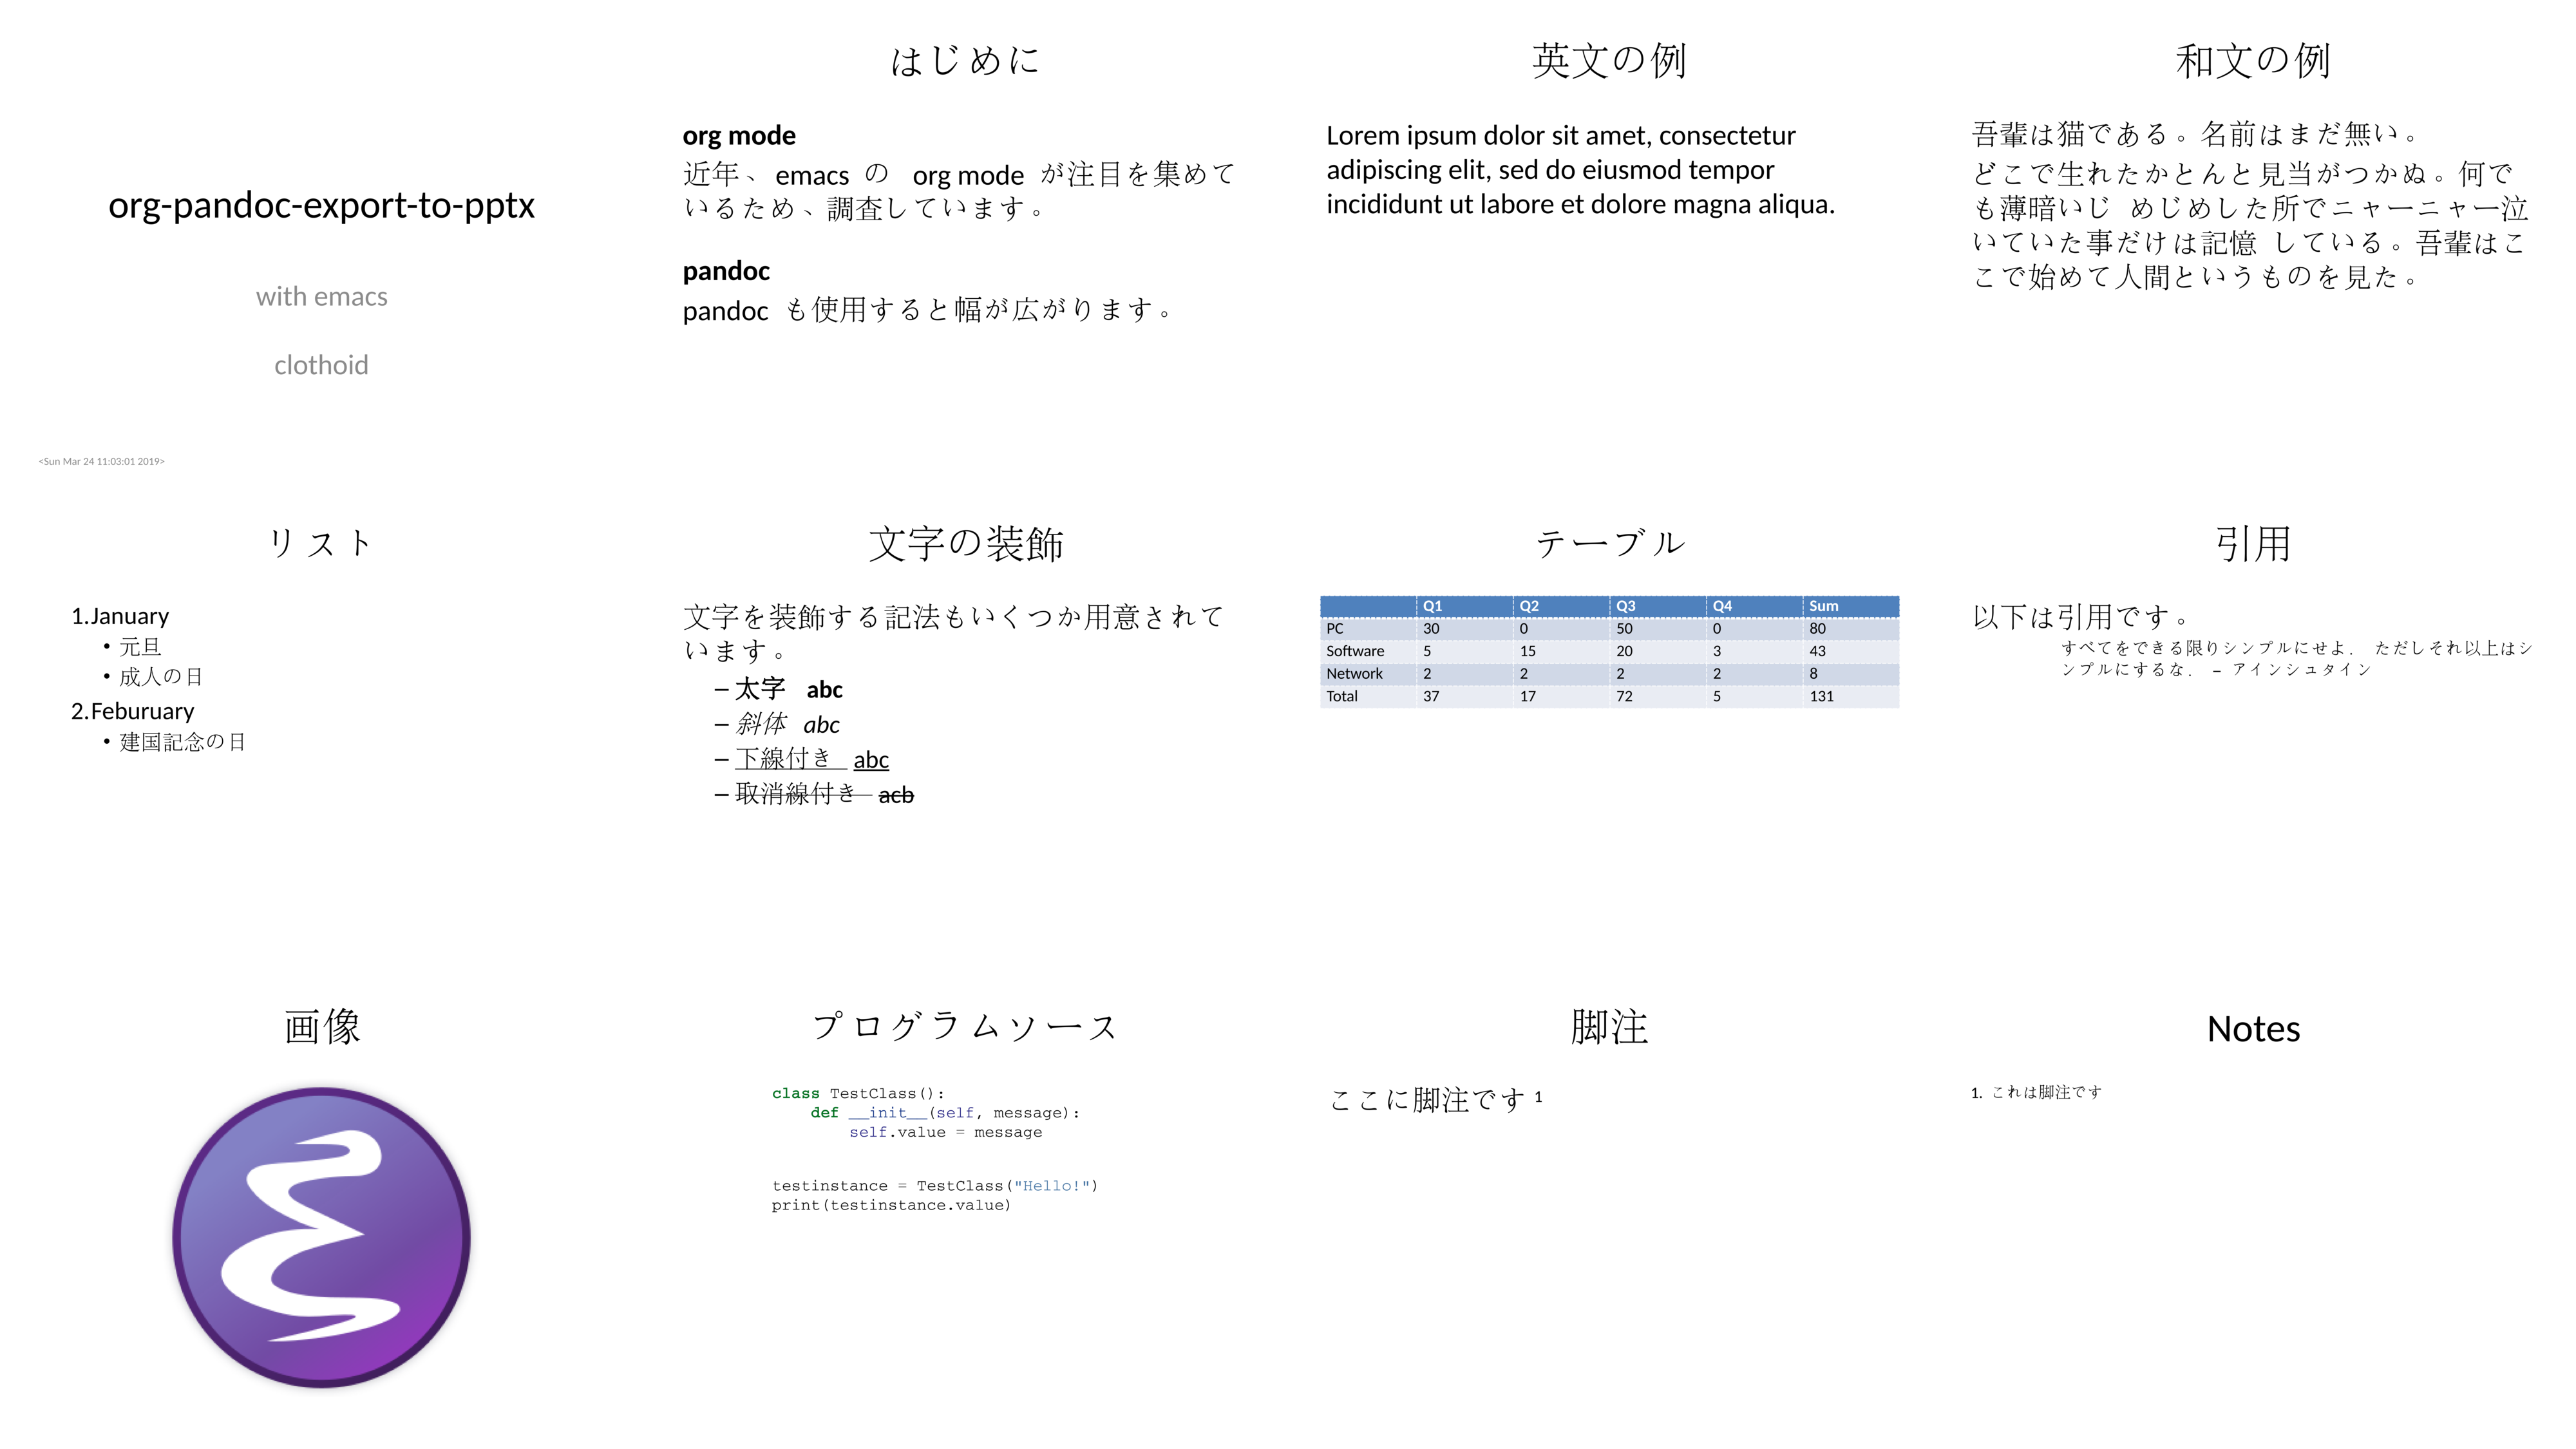 org-pandoc-export-to-pptx
with emacs
clothoid
<Sun Mar 24 11:03:01 2019>
はじめに
org mode
近年、emacs の org mode が注目を集めて
いるため、調査しています。
pandoc
pandoc も使用すると幅が広がります。
英文の例
Lorem ipsum dolor sit amet, consectetur
adipiscing elit, sed do eiusmod tempor
incididunt ut labore et dolore magna aliqua.
和文の例
吾輩は猫である。名前はまだ無い。
どこで生れたかとんと見当がつかぬ。何で
も薄暗いじ めじめした所でニャーニャー泣
いていた事だけは記憶 している。吾輩はこ
こで始めて人間というものを見た。
リスト
1.January
• 元旦
• 成人の日
2.Feburuary
• 建国記念の日
文字の装飾
文字を装飾する記法もいくつか用意されて
います。
– 太字 abc
– 斜体 abc
– 下線付き abc
– 取消線付き acb
テーブル
Q1 Q2 Q3 Q4 Sum
PC 30 0 50 0 80
Software 5 15 20 3 43
Network 2 2 2 2 8
Total 37 17 72 5 131
引用
以下は引用です。
すべてをできる限りシンプルにせよ． ただしそれ以上はシ
ンプルにするな． – アインシュタイン
画像
プログラムソース
class TestClass():
    def __init__(self, message):
        self.value = message
testinstance = TestClass("Hello!")
print(testinstance.value)
脚注
ここに脚注です 1
Notes
1. これは脚注です